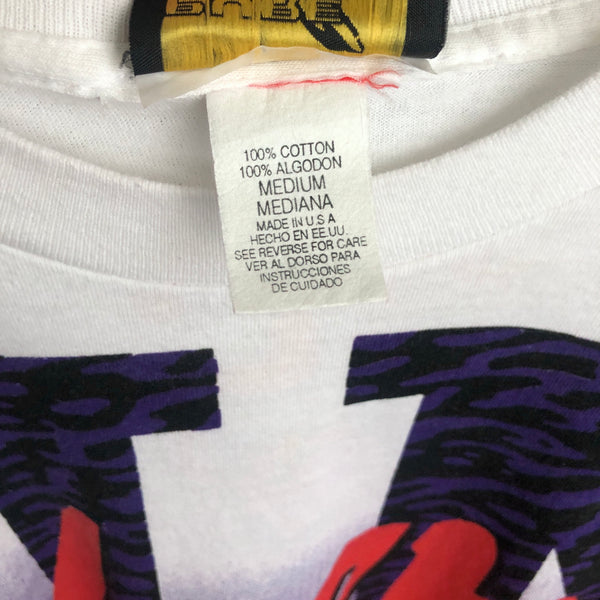 BABE
100% COTTON
100% ALGODON
MEDIUM
MEDIANA
MADE IN U.S.A
HECHO EN EE.UU.
SEE REVERSE FOR CARE
VER AL DORSO PARA
INSTRUCCIONES
DE CUIDADO